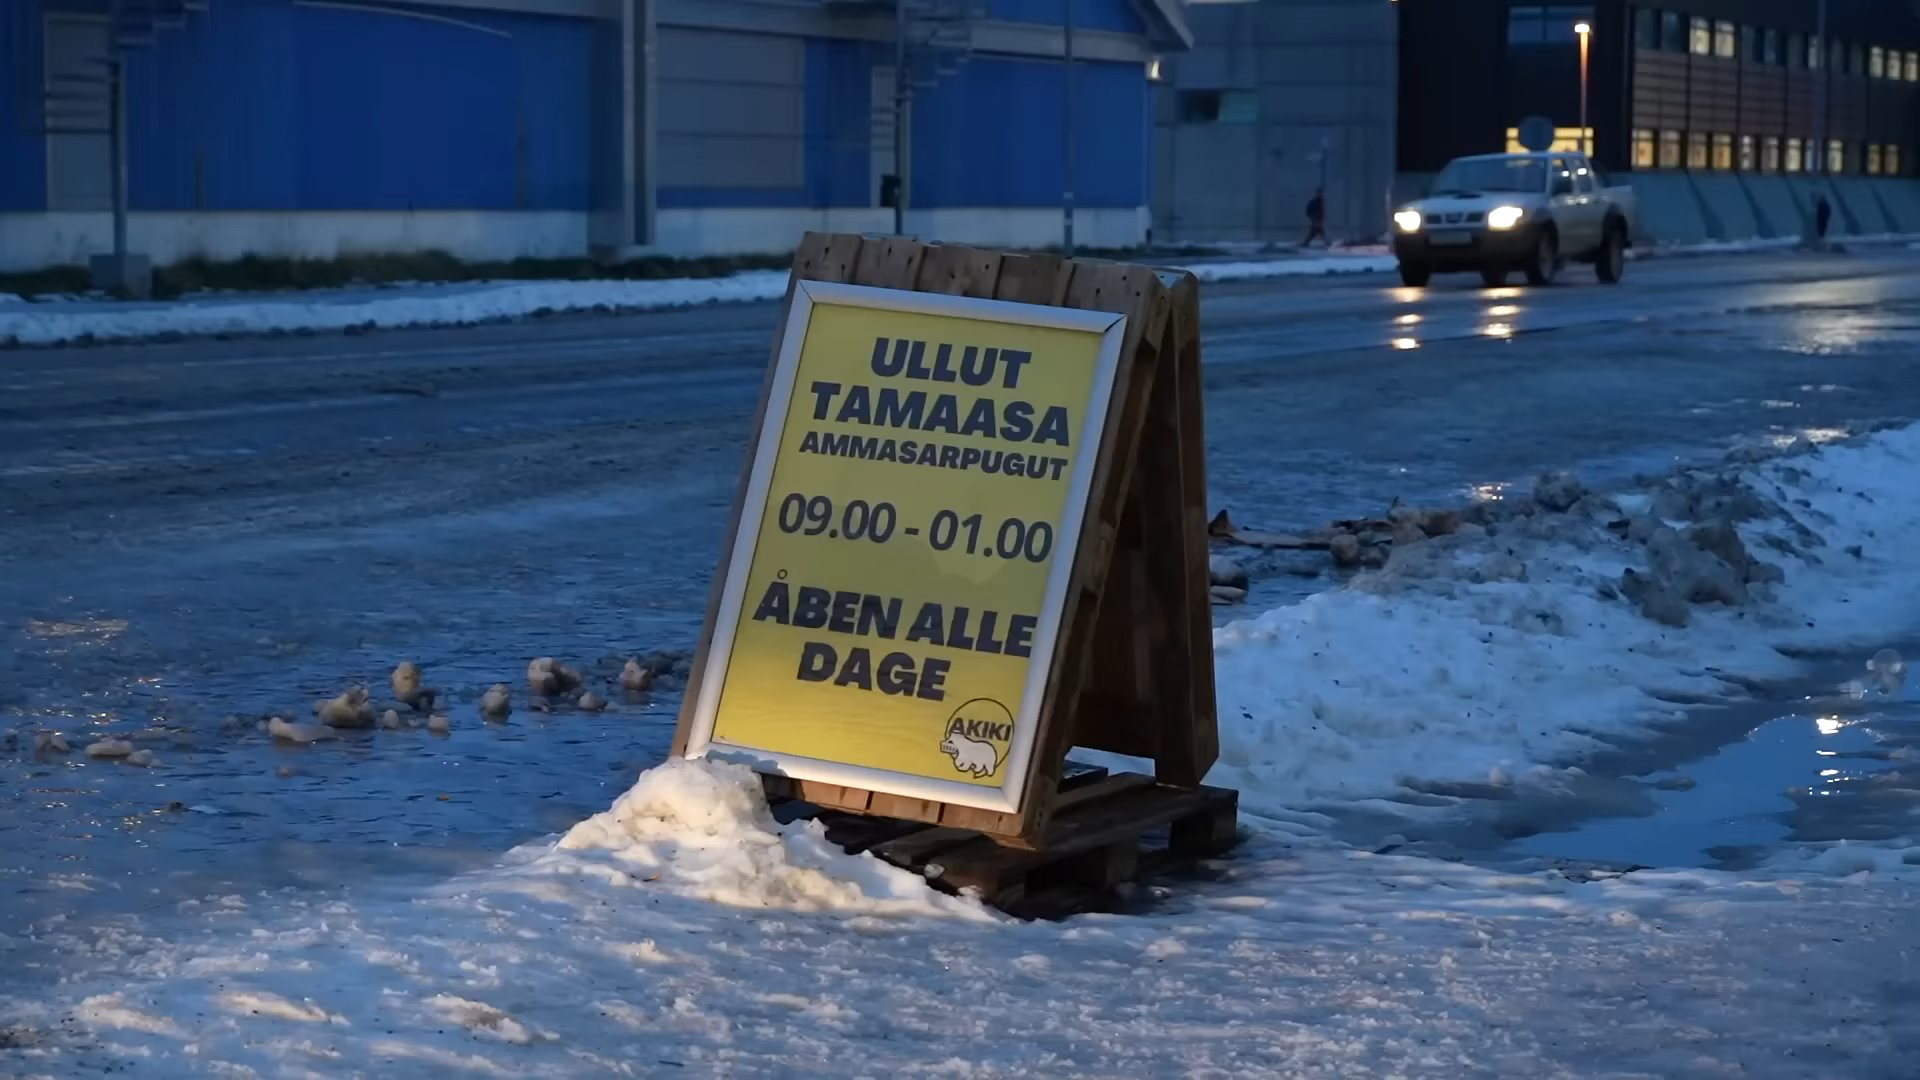 ULLUT
TAMAASA
AMMASARPUGUT
09.00 - 01.00
ÅBEN ALLE
DAGE
AKIKI